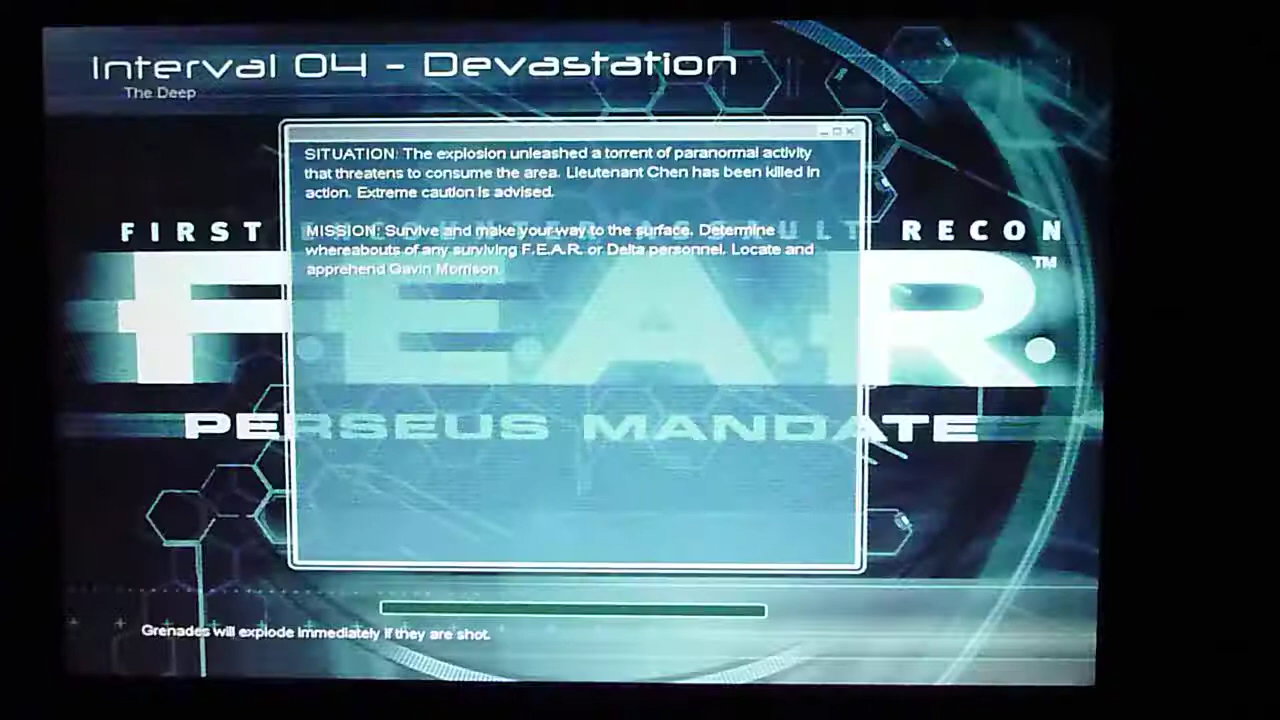 Interval 04 - Devastation
The Deep
SITUATION: The explosion unleashed a torrent of paranormal activity
that threatens to consume the area. Lieutenant Chen has been killed in
action. Extreme caution is advised.
FIRST ENCOUNTER ASSAULT RECON
MISSION: Survive and make your way to the surface. Determine
whereabouts of any surviving F.E.A.R. or Delta personnel. Locate and
apprehend Gavin Morrison.
F.E.A.R.™
PERSEUS MANDATE
Grenades will explode immediately if they are shot.